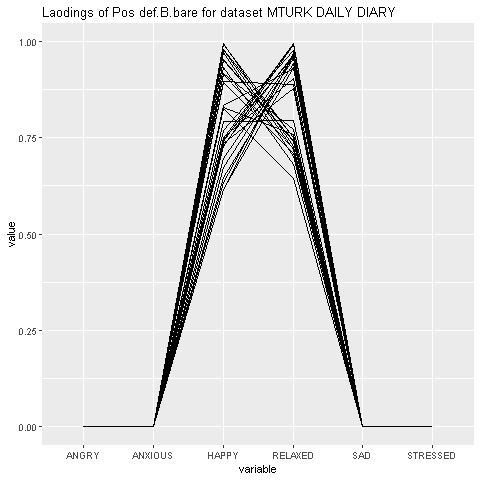 Laodings of Pos def.B.bare for dataset MTURK DAILY DIARY
1.00
0.75
0.50
0.25
0.00
value
ANGRY ANXIOUS HAPPY RELAXED SAD STRESSED
variable